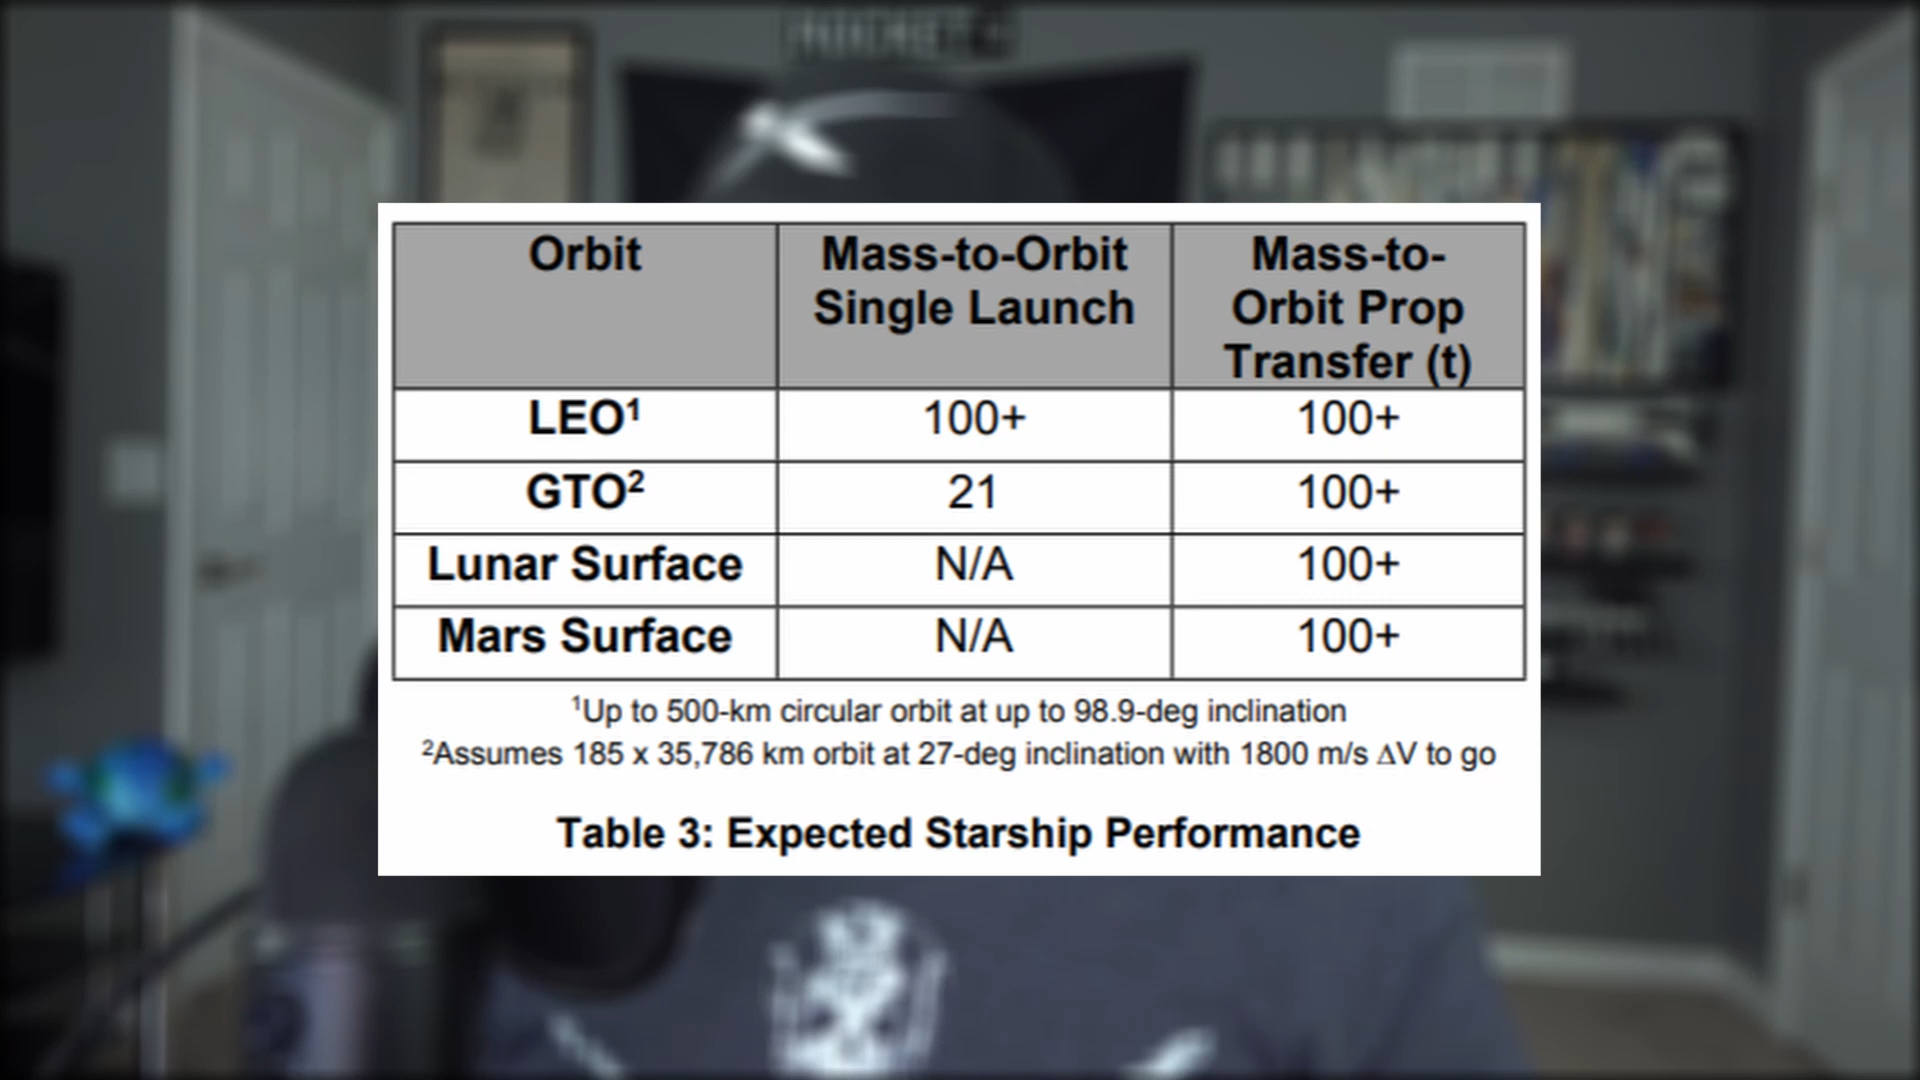 Orbit
Mass-to-Orbit
Single Launch
Mass-to-
Orbit Prop
Transfer (t)
LEO¹
100+
100+
GTO²
21
100+
Lunar Surface
N/A
100+
Mars Surface
N/A
100+
¹Up to 500-km circular orbit at up to 98.9-deg inclination
²Assumes 185 x 35,786 km orbit at 27-deg inclination with 1800 m/s ΔV to go
Table 3: Expected Starship Performance